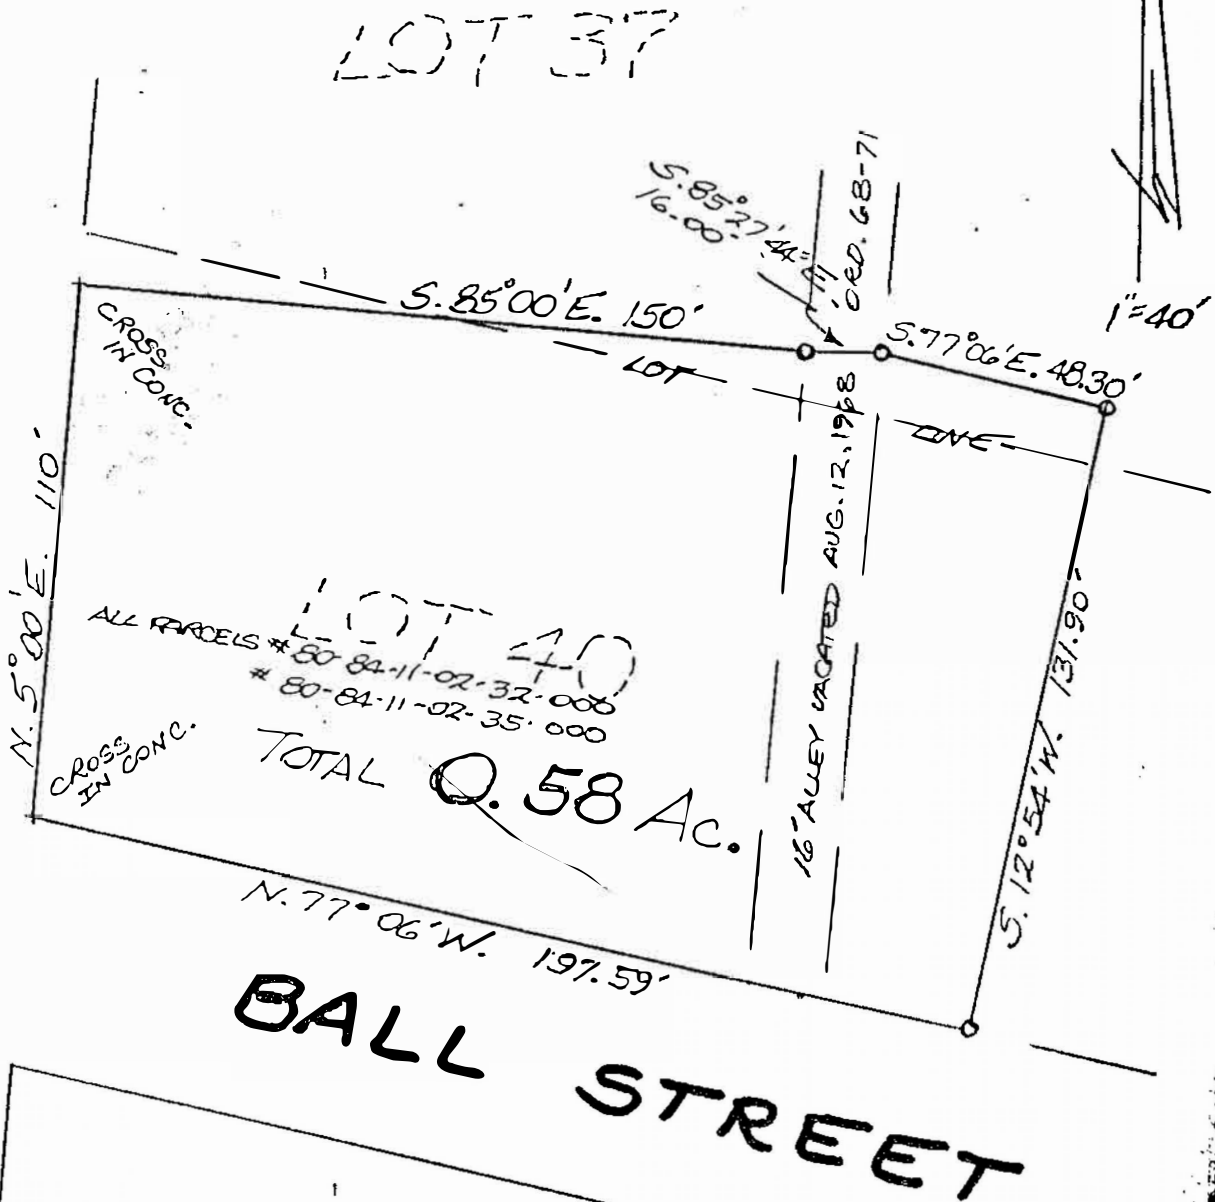 LOT 37
S. 85° 27' 44"
16.00'
ORD. 68-71
1"=40'
S. 85°00'E. 150'
S. 77°06'E. 48.30'
CROSS
IN CONC.
LOT
ONE
16' ALLEY VACATED AUG. 12, 1968
N. 5°00'E. 110'
LOT 40
ALL PARCELS # 80-84-11-02-32-000
# 80-84-11-02-35-000
TOTAL 0.58 Ac.
CROSS
IN CONC.
S. 12°54'W. 131.90'
N. 77° 06' W. 197.59'
BALL STREET